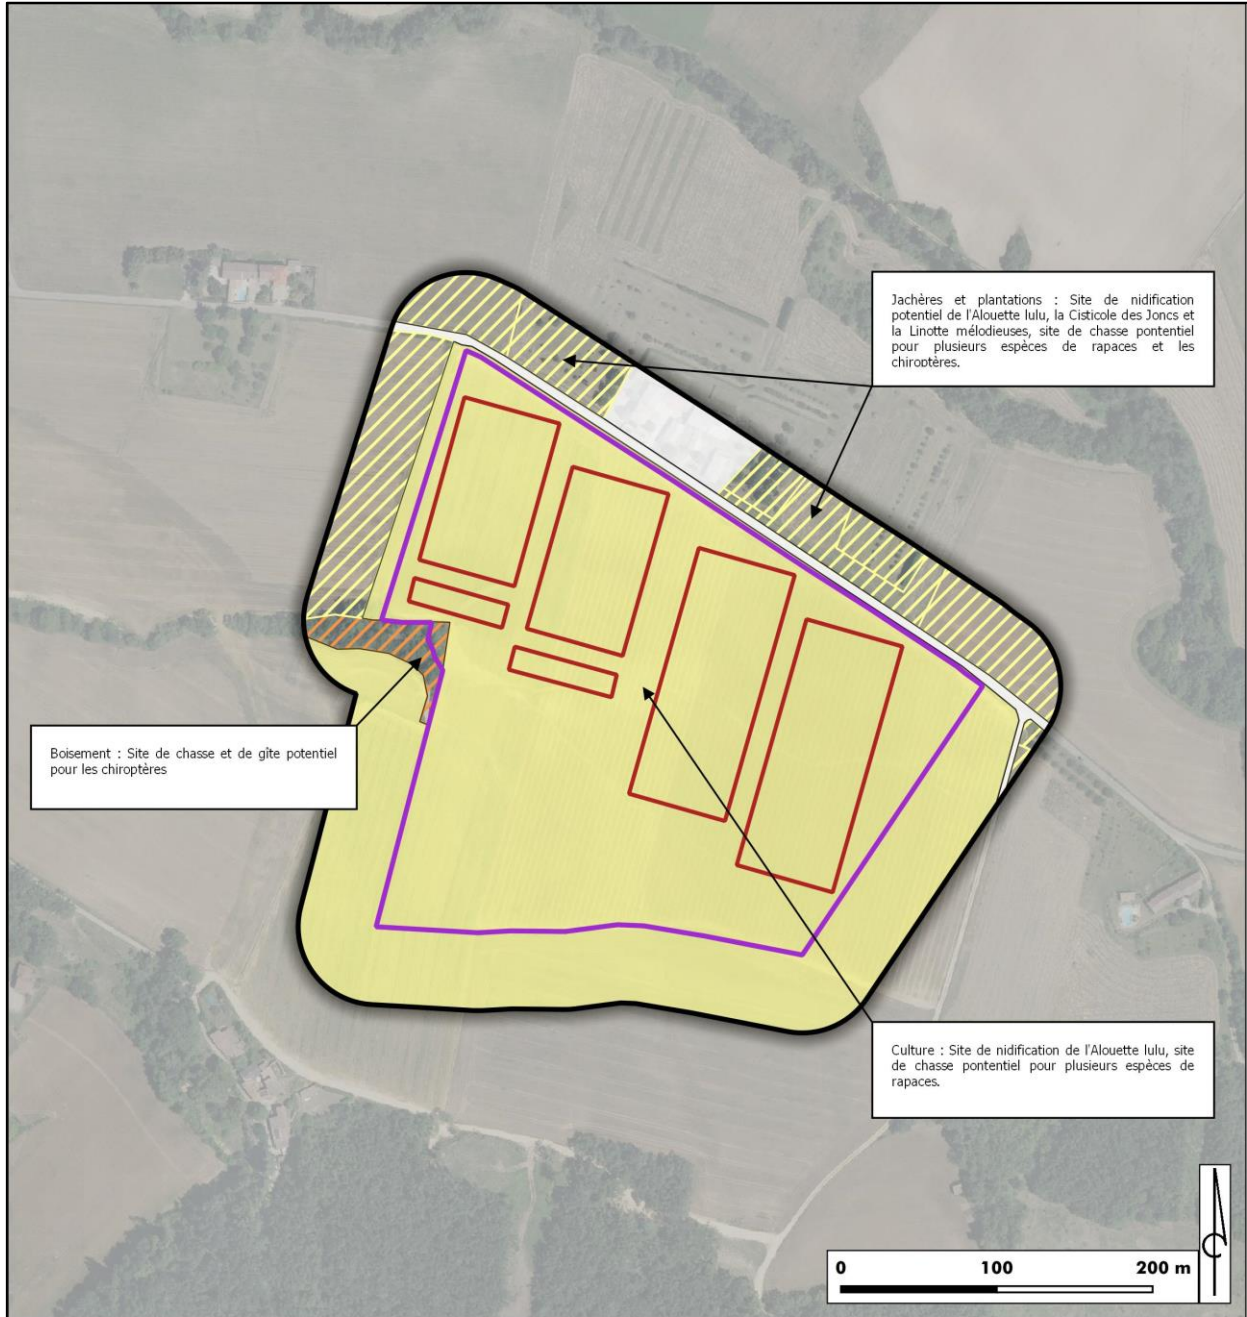 Jachères et plantations : Site de nidification
potentiel de l'Alouette lulu, la Cisticole des Joncs et
la Linotte mélodieuses, site de chasse pontentiel
pour plusieurs espèces de rapaces et les
chiroptères.
Boisement : Site de chasse et de gîte potentiel
pour les chiroptères
Culture : Site de nidification de l'Alouette lulu, site
de chasse pontentiel pour plusieurs espèces de
rapaces.
0 100 200 m